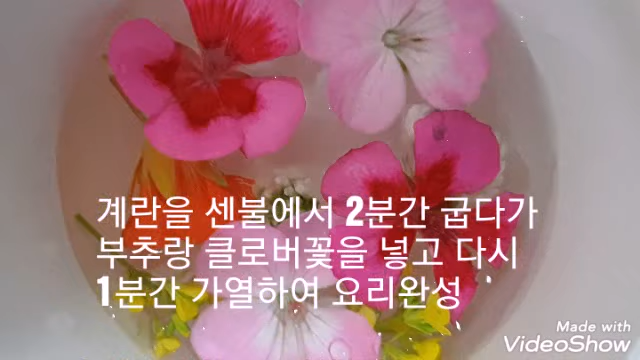 계란을 센불에서 2분간 굽다가
부추랑 클로버꽃을 넣고 다시
1분간 가열하여 요리완성
Made with
VideoShow